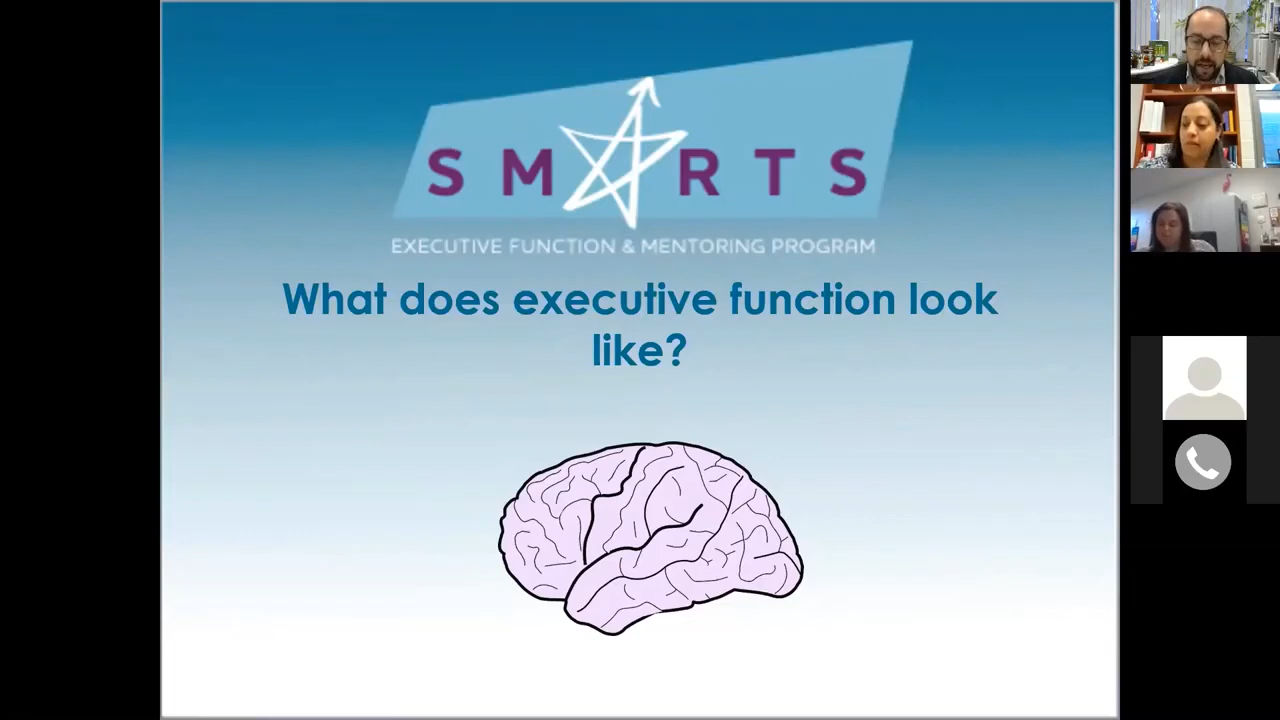 SMARTS
EXECUTIVE FUNCTION & MENTORING PROGRAM
What does executive function look
like?